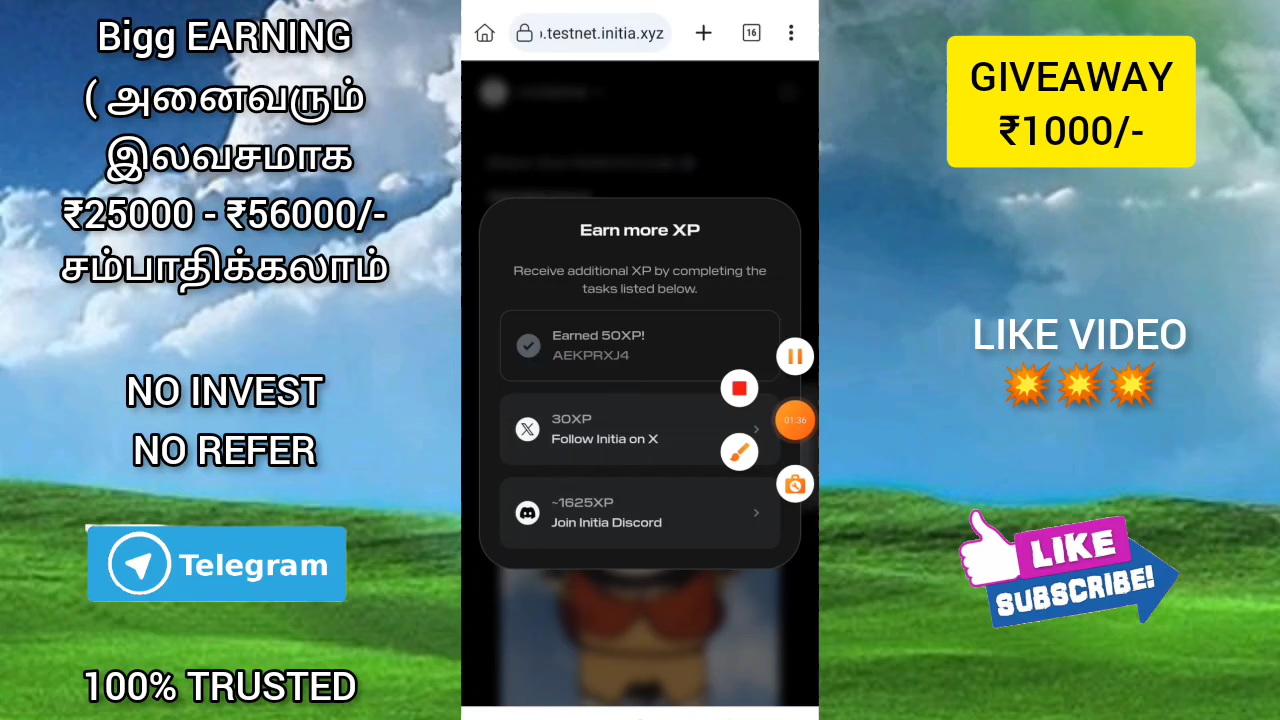 Bigg EARNING
( அனைவரும்
இலவசமாக
₹25000 - ₹56000/-
சம்பாதிக்கலாம்
NO INVEST
NO REFER
Telegram
100% TRUSTED
.testnet.initia.xyz
16
Earn more XP
Receive additional XP by completing the
tasks listed below.
Earned 50XP!
AEKPRXJ4
30XP
Follow Initia on X
01:36
~1625XP
Join Initia Discord
GIVEAWAY
₹1000/-
LIKE VIDEO
LIKE
SUBSCRIBE!